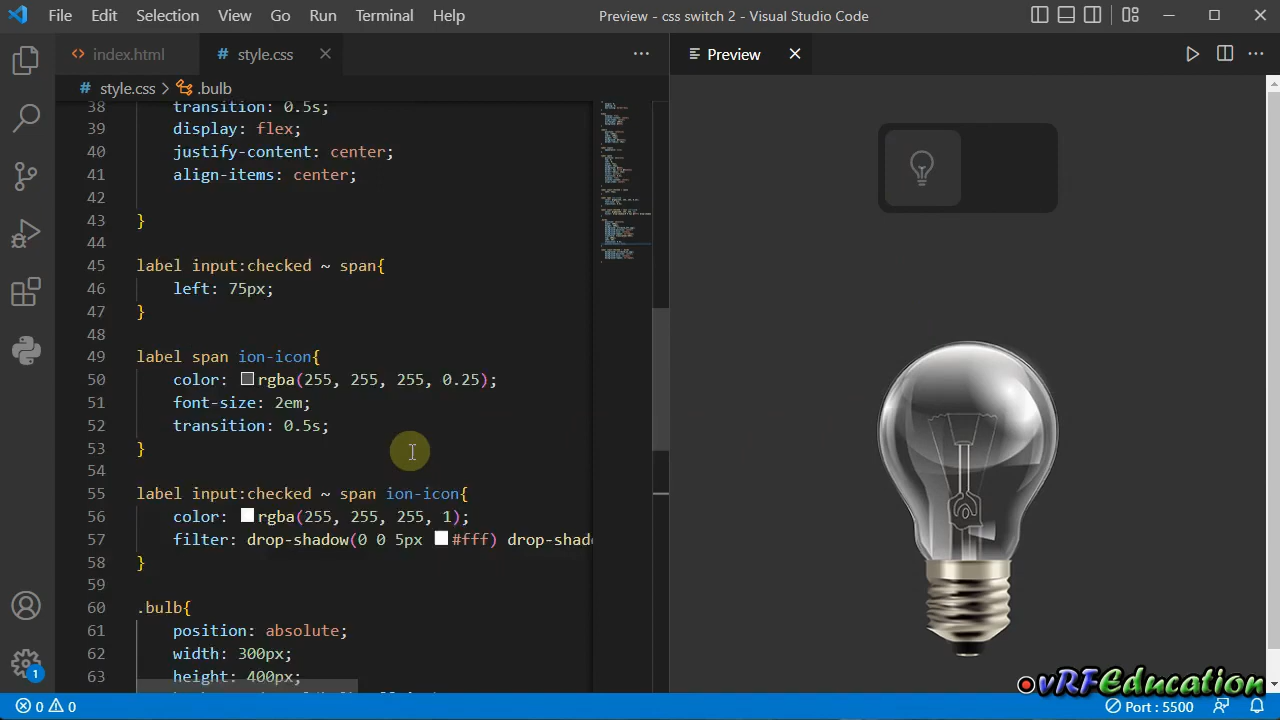 File Edit Selection View Go Run Terminal Help Preview - css switch 2 - Visual Studio Code
index.html # style.css Preview
# style.css .bulb
38 transition: 0.5s;
39 display: flex;
40 justify-content: center;
41 align-items: center;
42
43 }
44
45 label input:checked ~ span{
46 left: 75px;
47 }
48
49 label span ion-icon{
50 color: rgba(255, 255, 255, 0.25);
51 font-size: 2em;
52 transition: 0.5s;
53 }
54
55 label input:checked ~ span ion-icon{
56 color: rgba(255, 255, 255, 1);
57 filter: drop-shadow(0 0 5px #fff) drop-shado
58 }
59
60 .bulb{
61 position: absolute;
62 width: 300px;
63 height: 400px;
vRFEducation
1
0 0 Port : 5500